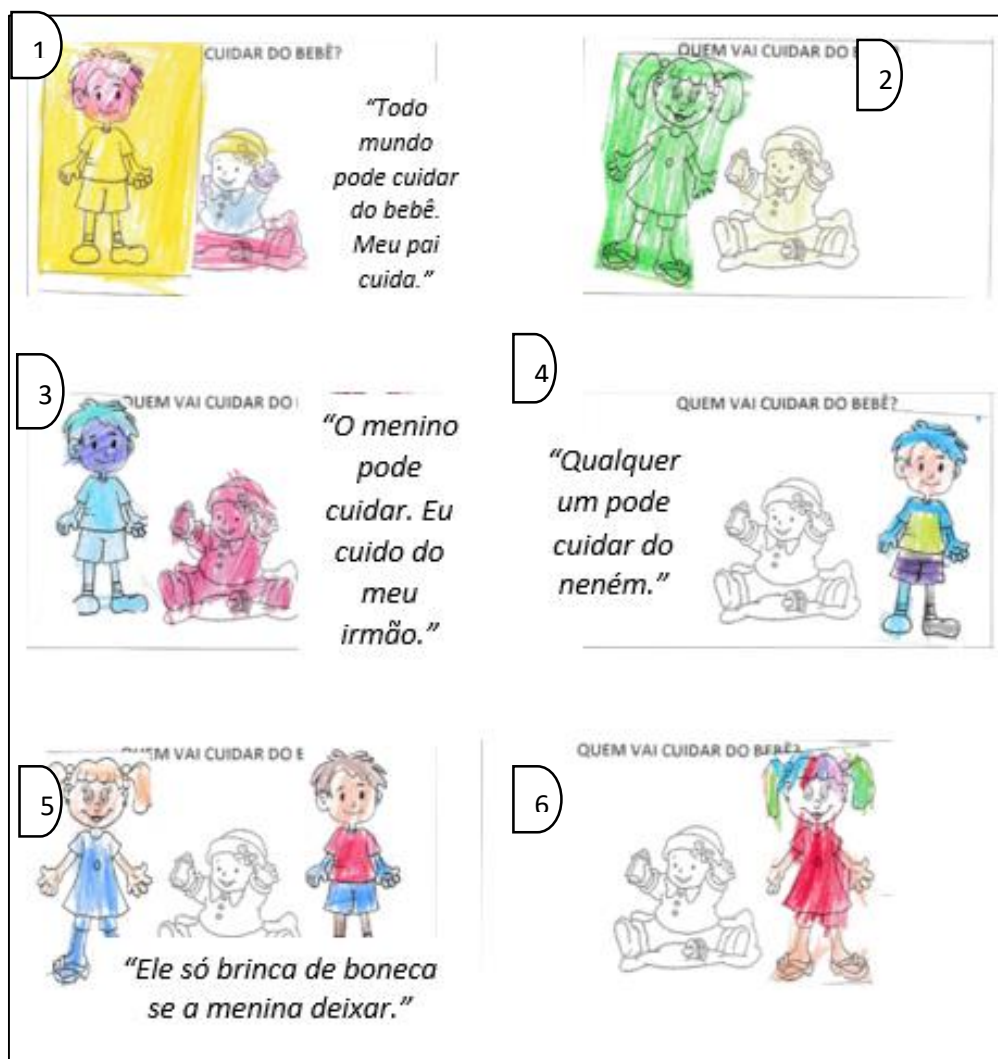 1
CUIDAR DO BEBÊ?
“Todo
mundo
pode cuidar
do bebê.
Meu pai
cuida.”
2
QUEM VAI CUIDAR DO
3
QUEM VAI CUIDAR DO
“O menino
pode
cuidar. Eu
cuido do
meu
irmão.”
4
QUEM VAI CUIDAR DO BEBÊ?
“Qualquer
um pode
cuidar do
neném.”
5
QUEM VAI CUIDAR DO B
“Ele só brinca de boneca
se a menina deixar.”
6
QUEM VAI CUIDAR DO BEBÊ?